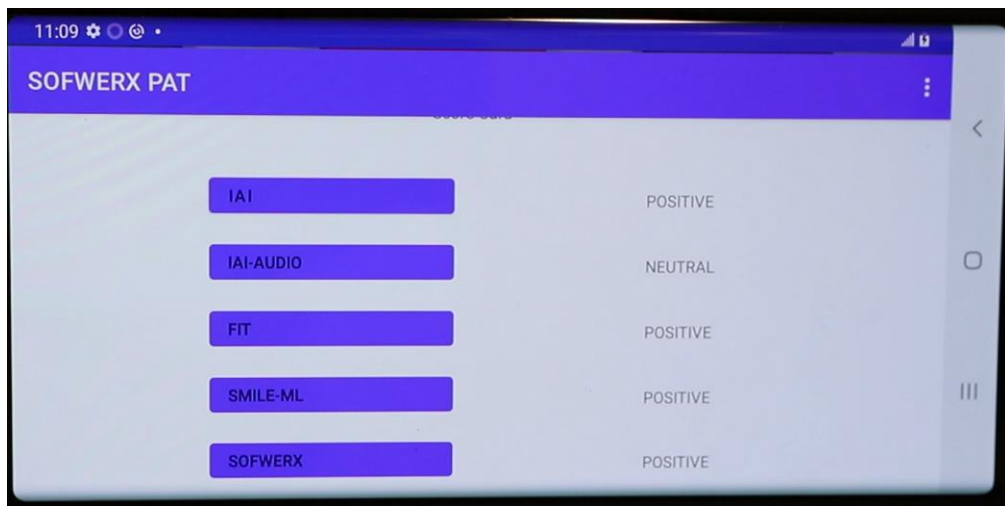 11:09
SOFWERX PAT
IAI POSITIVE
IAI-AUDIO NEUTRAL
FIT POSITIVE
SMILE-ML POSITIVE
SOFWERX POSITIVE